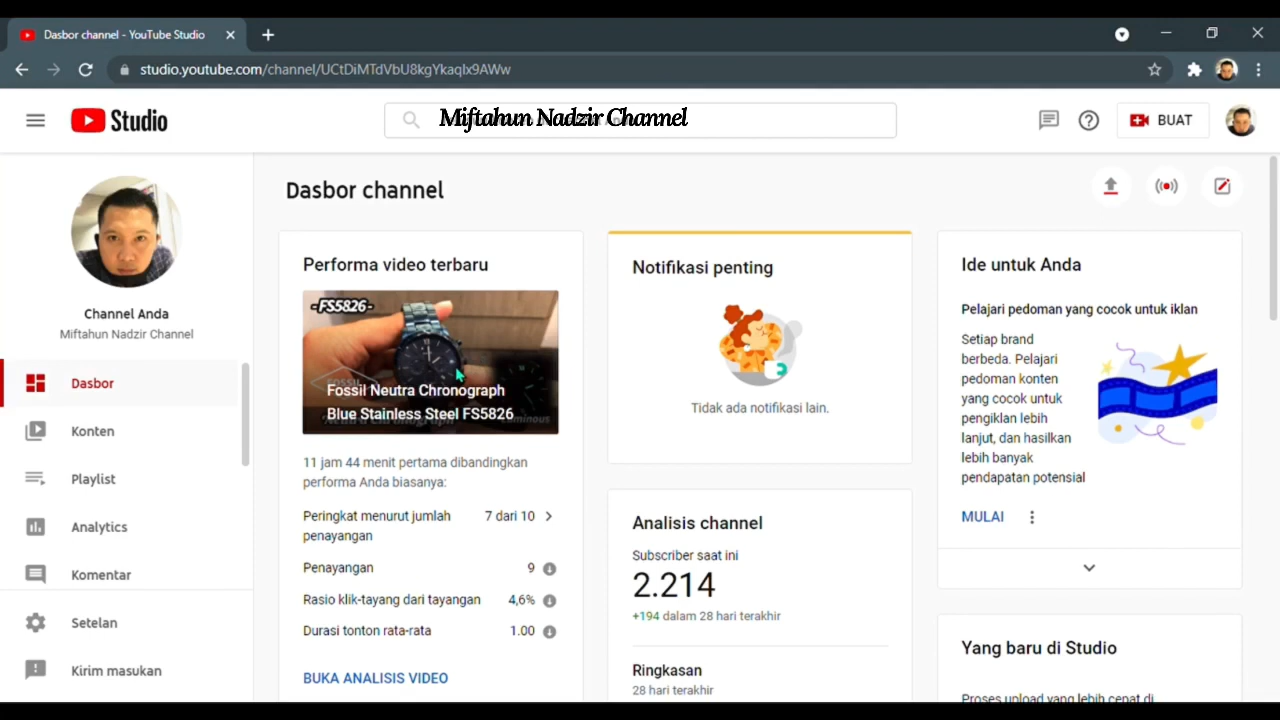 Dasbor channel - YouTube Studio
studio.youtube.com/channel/UCtDiMTdVbU8kgYkaqlx9AWw
Studio
Miftahun Nadzir Channel
BUAT
Channel Anda
Miftahun Nadzir Channel
Dasbor
Konten
Playlist
Analytics
Komentar
Setelan
Kirim masukan
Dasbor channel
Performa video terbaru
-FS5826-
Fossil Neutra Chronograph
Blue Stainless Steel FS5826
11 jam 44 menit pertama dibandingkan
performa Anda biasanya:
Peringkat menurut jumlah
penayangan
7 dari 10
Penayangan 9
Rasio klik-tayang dari tayangan 4,6%
Durasi tonton rata-rata 1.00
BUKA ANALISIS VIDEO
Notifikasi penting
Tidak ada notifikasi lain.
Analisis channel
Subscriber saat ini
2.214
+194 dalam 28 hari terakhir
Ringkasan
28 hari terakhir
Ide untuk Anda
Pelajari pedoman yang cocok untuk iklan
Setiap brand
berbeda. Pelajari
pedoman konten
yang cocok untuk
pengiklan lebih
lanjut, dan hasilkan
lebih banyak
pendapatan potensial
MULAI
Yang baru di Studio
Proses upload yang lebih cepat di